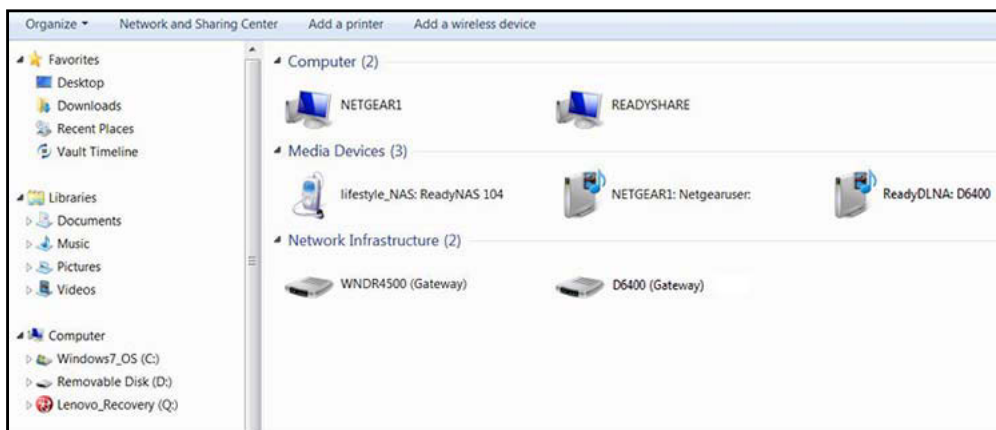 Organize Network and Sharing Center Add a printer Add a wireless device
Favorites
Desktop
Downloads
Recent Places
Vault Timeline
Libraries
Documents
Music
Pictures
Videos
Computer
Windows7_OS (C:)
Removable Disk (D:)
Lenovo_Recovery (Q:)
Computer (2)
NETGEAR1 READYSHARE
Media Devices (3)
lifestyle_NAS: ReadyNAS 104 NETGEAR1: Netgearuser: ReadyDLNA: D6400
Network Infrastructure (2)
WNDR4500 (Gateway) D6400 (Gateway)